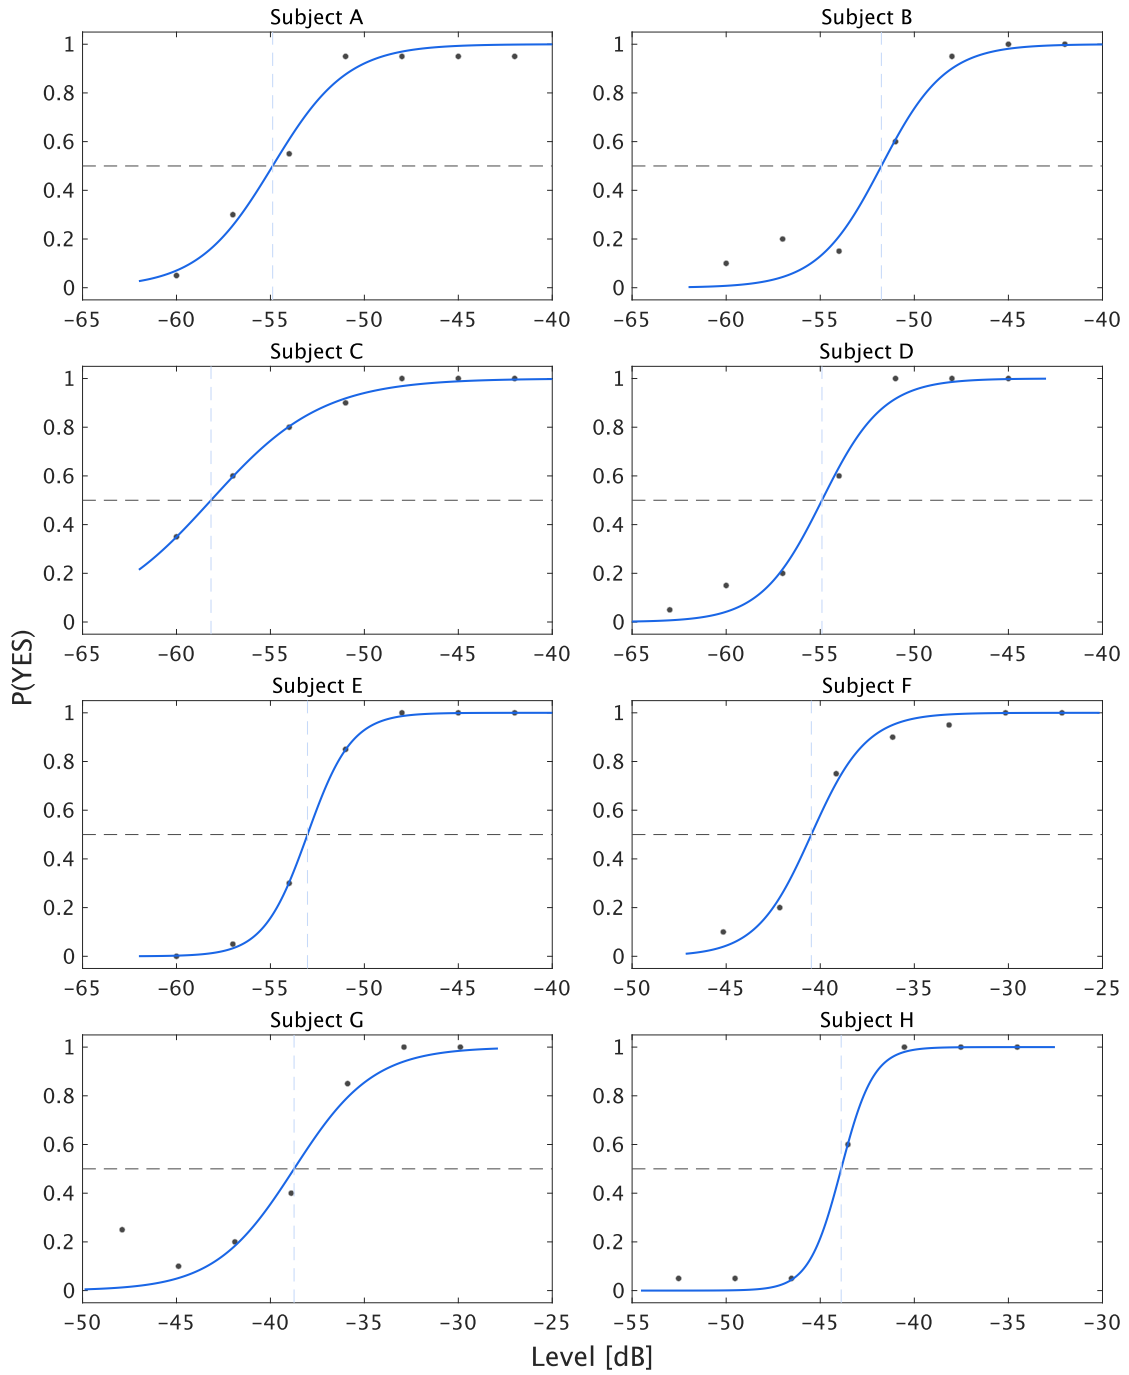 Subject A
Subject B
1
0.8
0.6
0.4
0.2
0
1
0.8
0.6
0.4
0.2
0
−65 −60 −55 −50 −45 −40
−65 −60 −55 −50 −45 −40
Subject C
Subject D
1
0.8
0.6
0.4
0.2
0
1
0.8
0.6
0.4
0.2
0
−65 −60 −55 −50 −45 −40
−65 −60 −55 −50 −45 −40
P(YES)
Subject E
Subject F
1
0.8
0.6
0.4
0.2
0
1
0.8
0.6
0.4
0.2
0
−65 −60 −55 −50 −45 −40
−50 −45 −40 −35 −30 −25
Subject G
Subject H
1
0.8
0.6
0.4
0.2
0
1
0.8
0.6
0.4
0.2
0
−50 −45 −40 −35 −30 −25
−55 −50 −45 −40 −35 −30
Level [dB]